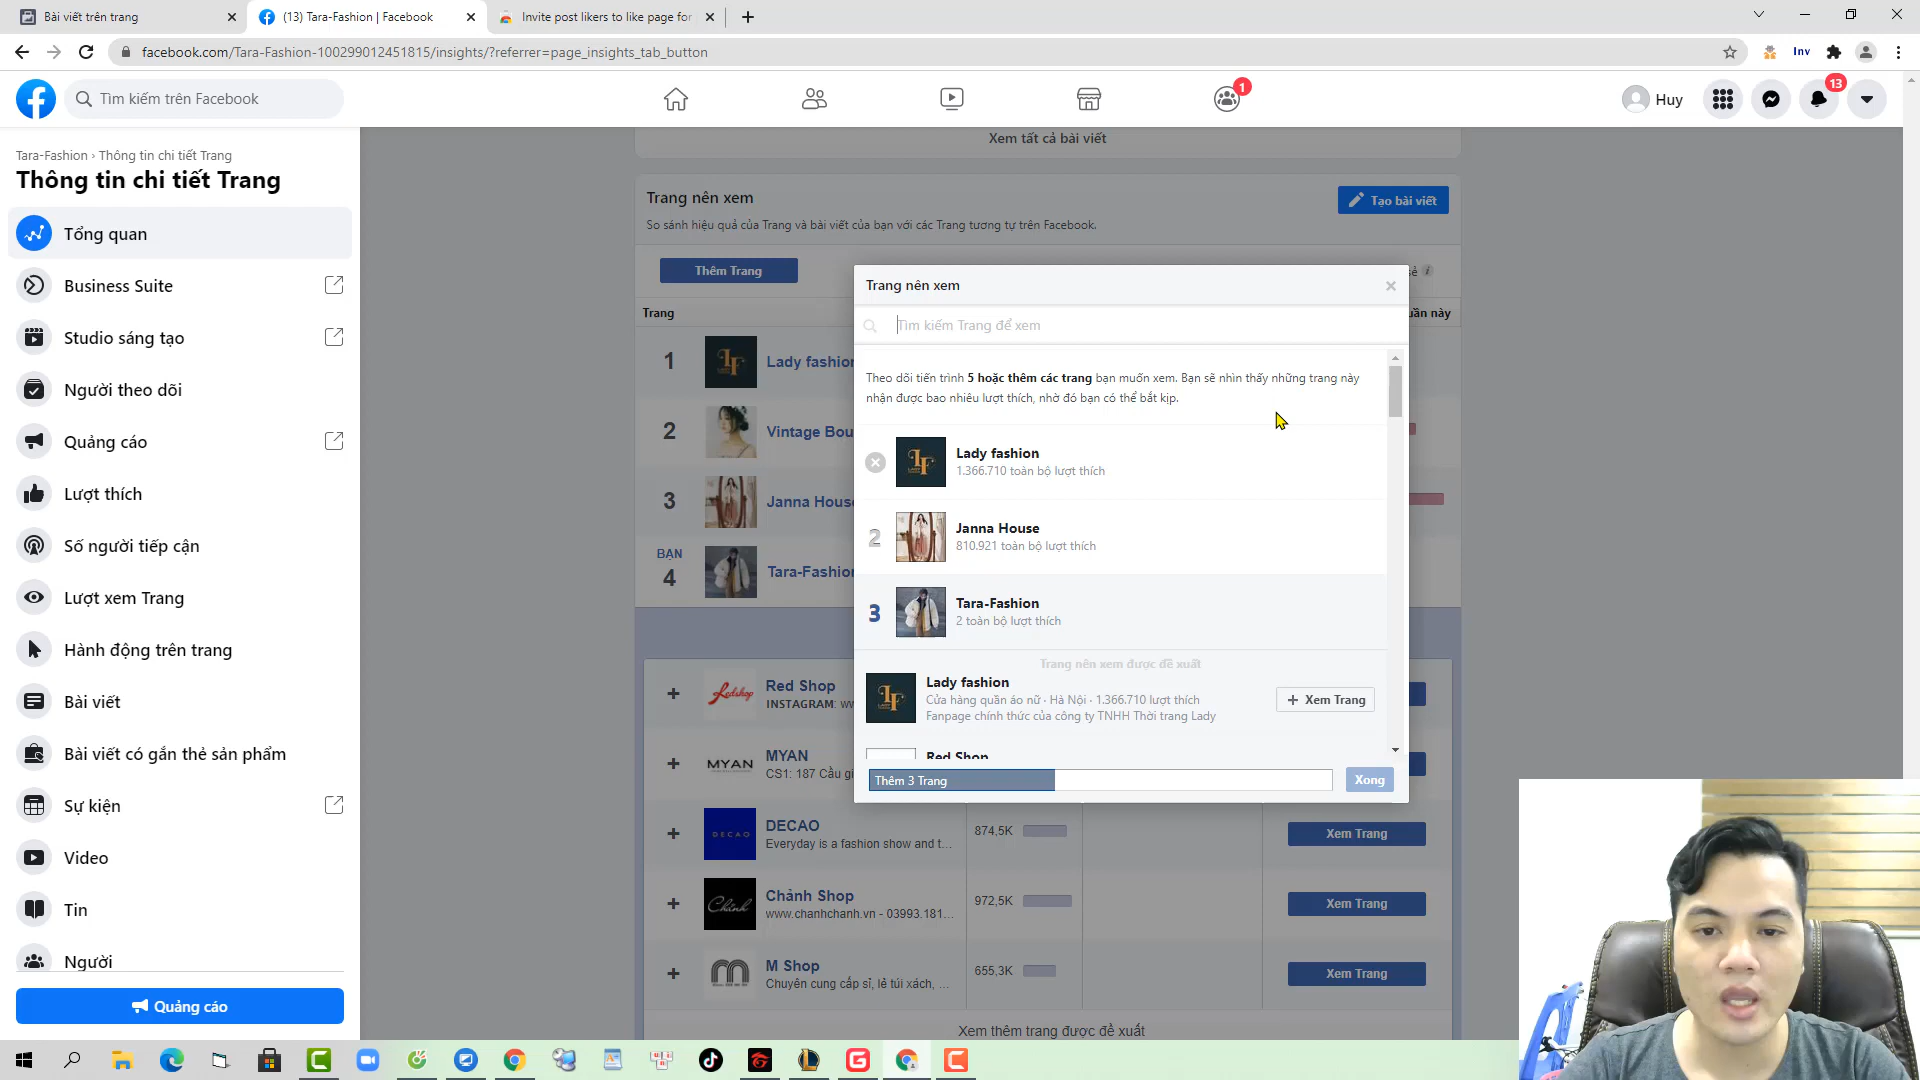 Bài viết trên trang
(13) Tara-Fashion | Facebook
Invite post likers to like page for
facebook.com/Tara-Fashion-100299012451815/insights/?referrer=page_insights_tab_button
Inv
Tìm kiếm trên Facebook
1
Huy
13
Tara-Fashion › Thông tin chi tiết Trang
Thông tin chi tiết Trang
Tổng quan
Business Suite
Studio sáng tạo
Người theo dõi
Quảng cáo
Lượt thích
Số người tiếp cận
Lượt xem Trang
Hành động trên trang
Bài viết
Bài viết có gắn thẻ sản phẩm
Sự kiện
Video
Tin
Người
Quảng cáo
Xem tất cả bài viết
Trang nên xem
Tạo bài viết
So sánh hiệu quả của Trang và bài viết của bạn với các Trang tương tự trên Facebook.
Thêm Trang
Trang
uần này
1
Lady fashion
2
Vintage Bou
3
Janna House
BẠN
4
Tara-Fashion
Trang nên xem
Tìm kiếm Trang để xem
Theo dõi tiến trình 5 hoặc thêm các trang bạn muốn xem. Bạn sẽ nhìn thấy những trang này
nhận được bao nhiêu lượt thích, nhờ đó bạn có thể bắt kịp.
Lady fashion
1.366.710 toàn bộ lượt thích
2
Janna House
810.921 toàn bộ lượt thích
3
Tara-Fashion
2 toàn bộ lượt thích
Trang nên xem được đề xuất
Lady fashion
Cửa hàng quần áo nữ · Hà Nội · 1.366.710 lượt thích
Fanpage chính thức của công ty TNHH Thời trang Lady
+ Xem Trang
Red Shop
Thêm 3 Trang
Xong
Red Shop
INSTAGRAM: ww
MYAN
MYAN
CS1: 187 Cầu gi
DECAO
DECAO
Everyday is a fashion show and t...
874,5K
Xem Trang
Chảnh Shop
www.chanhchanh.vn - 03993.181...
972,5K
Xem Trang
M Shop
Chuyên cung cấp sỉ, lẻ túi xách, ...
655,3K
Xem Trang
Xem thêm trang được đề xuất